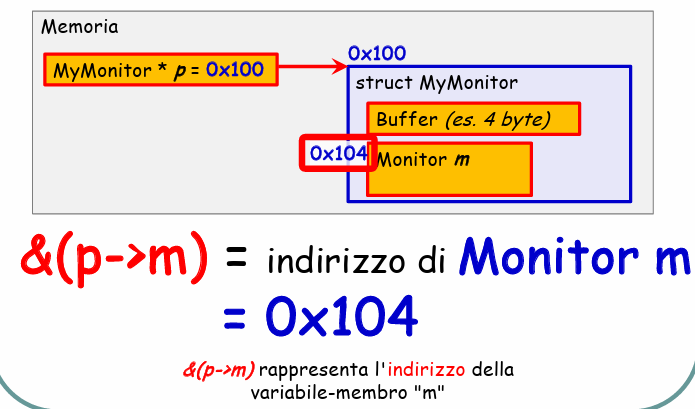 Memoria
MyMonitor * p = 0x100
0x100
struct MyMonitor
Buffer (es. 4 byte)
0x104
Monitor m
&(p->m) = indirizzo di Monitor m
= 0x104
&(p->m) rappresenta l'indirizzo della
variabile-membro "m"